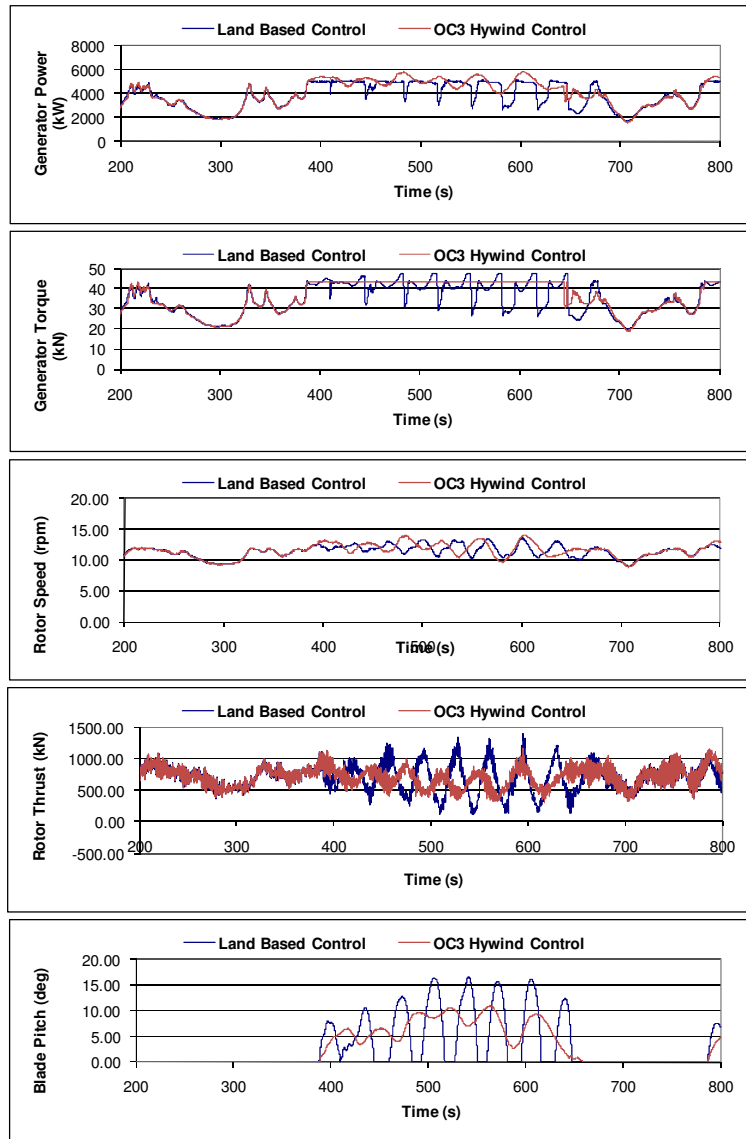 Land Based Control OC3 Hywind Control
8000
6000
4000
2000
0
Generator Power
(kW)
200 300 400 500 600 700 800
Time (s)
Land Based Control OC3 Hywind Control
50
40
30
20
10
0
Generator Torque
(kN)
200 300 400 500 600 700 800
Time (s)
Land Based Control OC3 Hywind Control
20.00
15.00
10.00
5.00
0.00
Rotor Speed (rpm)
200 300 400 500 600 700 800
Time (s)
Land Based Control OC3 Hywind Control
1500.00
1000.00
500.00
0.00
-500.00
Rotor Thrust (kN)
200 300 400 500 600 700 800
Time (s)
Land Based Control OC3 Hywind Control
20.00
15.00
10.00
5.00
0.00
Blade Pitch (deg)
200 300 400 500 600 700 800
Time (s)